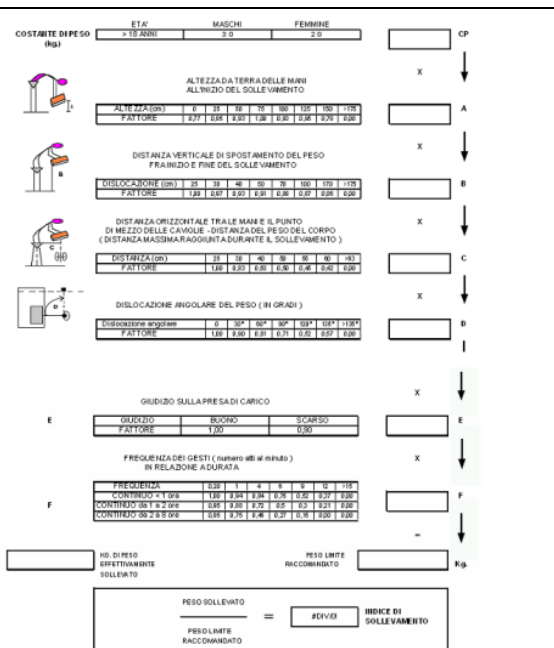 ETA' MASCHI FEMMINE
COSTANTE DI PESO (kg.) > 18 ANNI 30 20 CP
X
ALTEZZA DA TERRA DELLE MANI
ALL'INIZIO DEL SOLLEVAMENTO
ALTEZZA (cm) 0 25 50 75 100 125 150 >175
FATTORE 0,77 0,85 0,93 1,00 0,93 0,85 0,78 0,00
A
X
DISTANZA VERTICALE DI SPOSTAMENTO DEL PESO
FRA INIZIO E FINE DEL SOLLEVAMENTO
B
DISLOCAZIONE (cm) 25 30 40 50 70 100 170 >175
FATTORE 1,00 0,97 0,93 0,91 0,88 0,87 0,86 0,00
B
X
DISTANZA ORIZZONTALE TRA LE MANI E IL PUNTO
DI MEZZO DELLE CAVIGLIE - DISTANZA DEL PESO DEL CORPO
( DISTANZA MASSIMA RAGGIUNTA DURANTE IL SOLLEVAMENTO )
C
DISTANZA (cm) 25 30 40 50 55 60 >63
FATTORE 1,00 0,83 0,63 0,50 0,45 0,42 0,00
C
X
DISLOCAZIONE ANGOLARE DEL PESO ( IN GRADI )
Dislocazione angolare 0 30° 60° 90° 120° 135° >135°
FATTORE 1,00 0,90 0,81 0,71 0,52 0,57 0,00
D
X
GIUDIZIO SULLA PRESA DI CARICO
E GIUDIZIO BUONO SCARSO E
FATTORE 1,00 0,90
FREQUENZA DEI GESTI ( numero atti al minuto )
IN RELAZIONE A DURATA
X
FREQUENZA 0,20 1 4 6 9 12 >15
F CONTINUO < 1 ora 1,00 0,94 0,84 0,75 0,52 0,37 0,00 F
CONTINUO da 1 a 2 ore 0,95 0,88 0,72 0,5 0,3 0,21 0,00
CONTINUO da 2 a 8 ore 0,85 0,75 0,45 0,27 0,15 0,00 0,00
=
KG. DI PESO
EFFETTIVAMENTE
SOLLEVATO
PESO LIMITE
RACCOMANDATO
Kg.
PESO SOLLEVATO
= #DIV/0! INDICE DI
SOLLEVAMENTO
PESO LIMITE
RACCOMANDATO